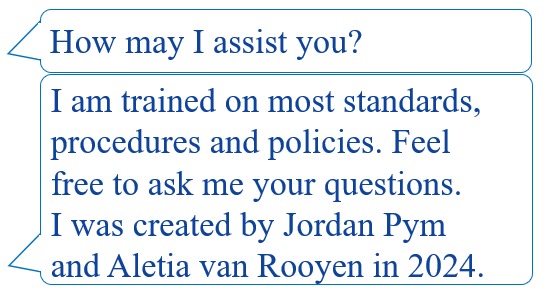 How may I assist you?
I am trained on most standards,
procedures and policies. Feel
free to ask me your questions.
I was created by Jordan Pym
and Aletia van Rooyen in 2024.